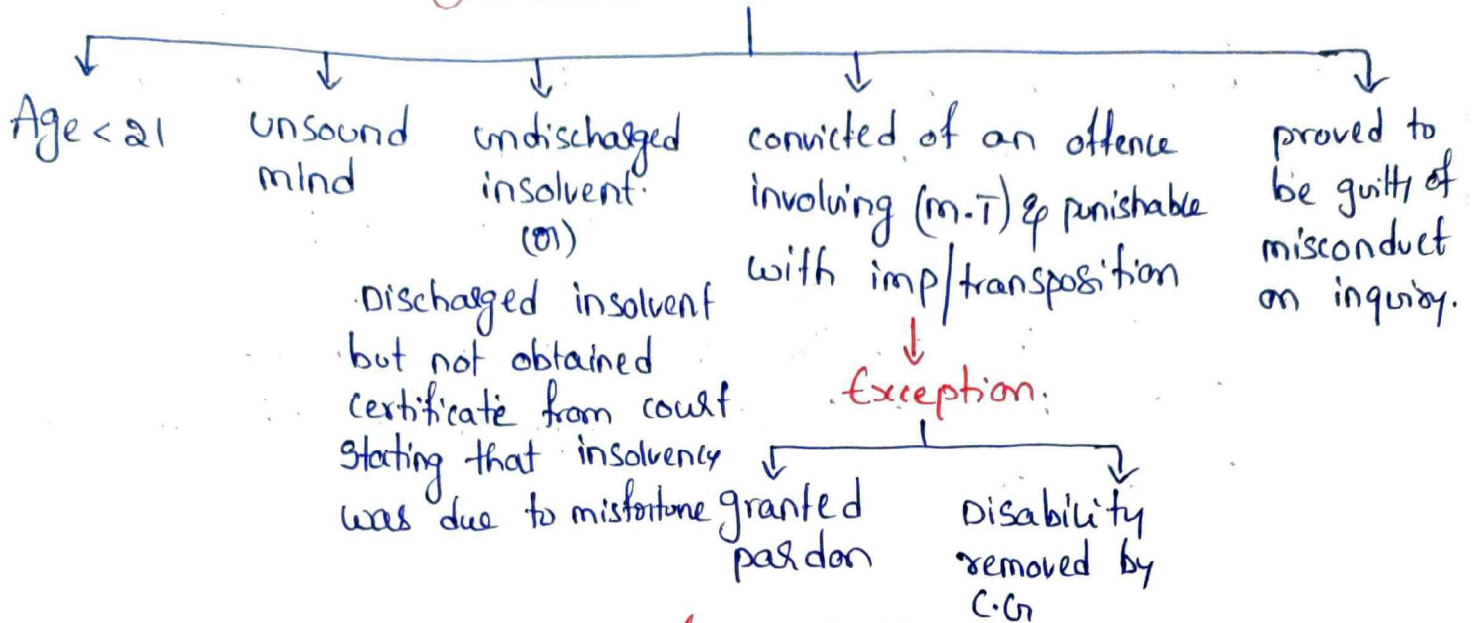 Age < 21
unsound
mind
undischarged
insolvent.
(or)
Discharged insolvent
but not obtained
certificate from court
stating that insolvency
was due to misfortune
convicted of an offence
involving (m.T) & punishable
with imp/transposition
Exception.
granted
pardon
Disability
removed by
C.G
proved to
be guilty of
misconduct
on inquiry.